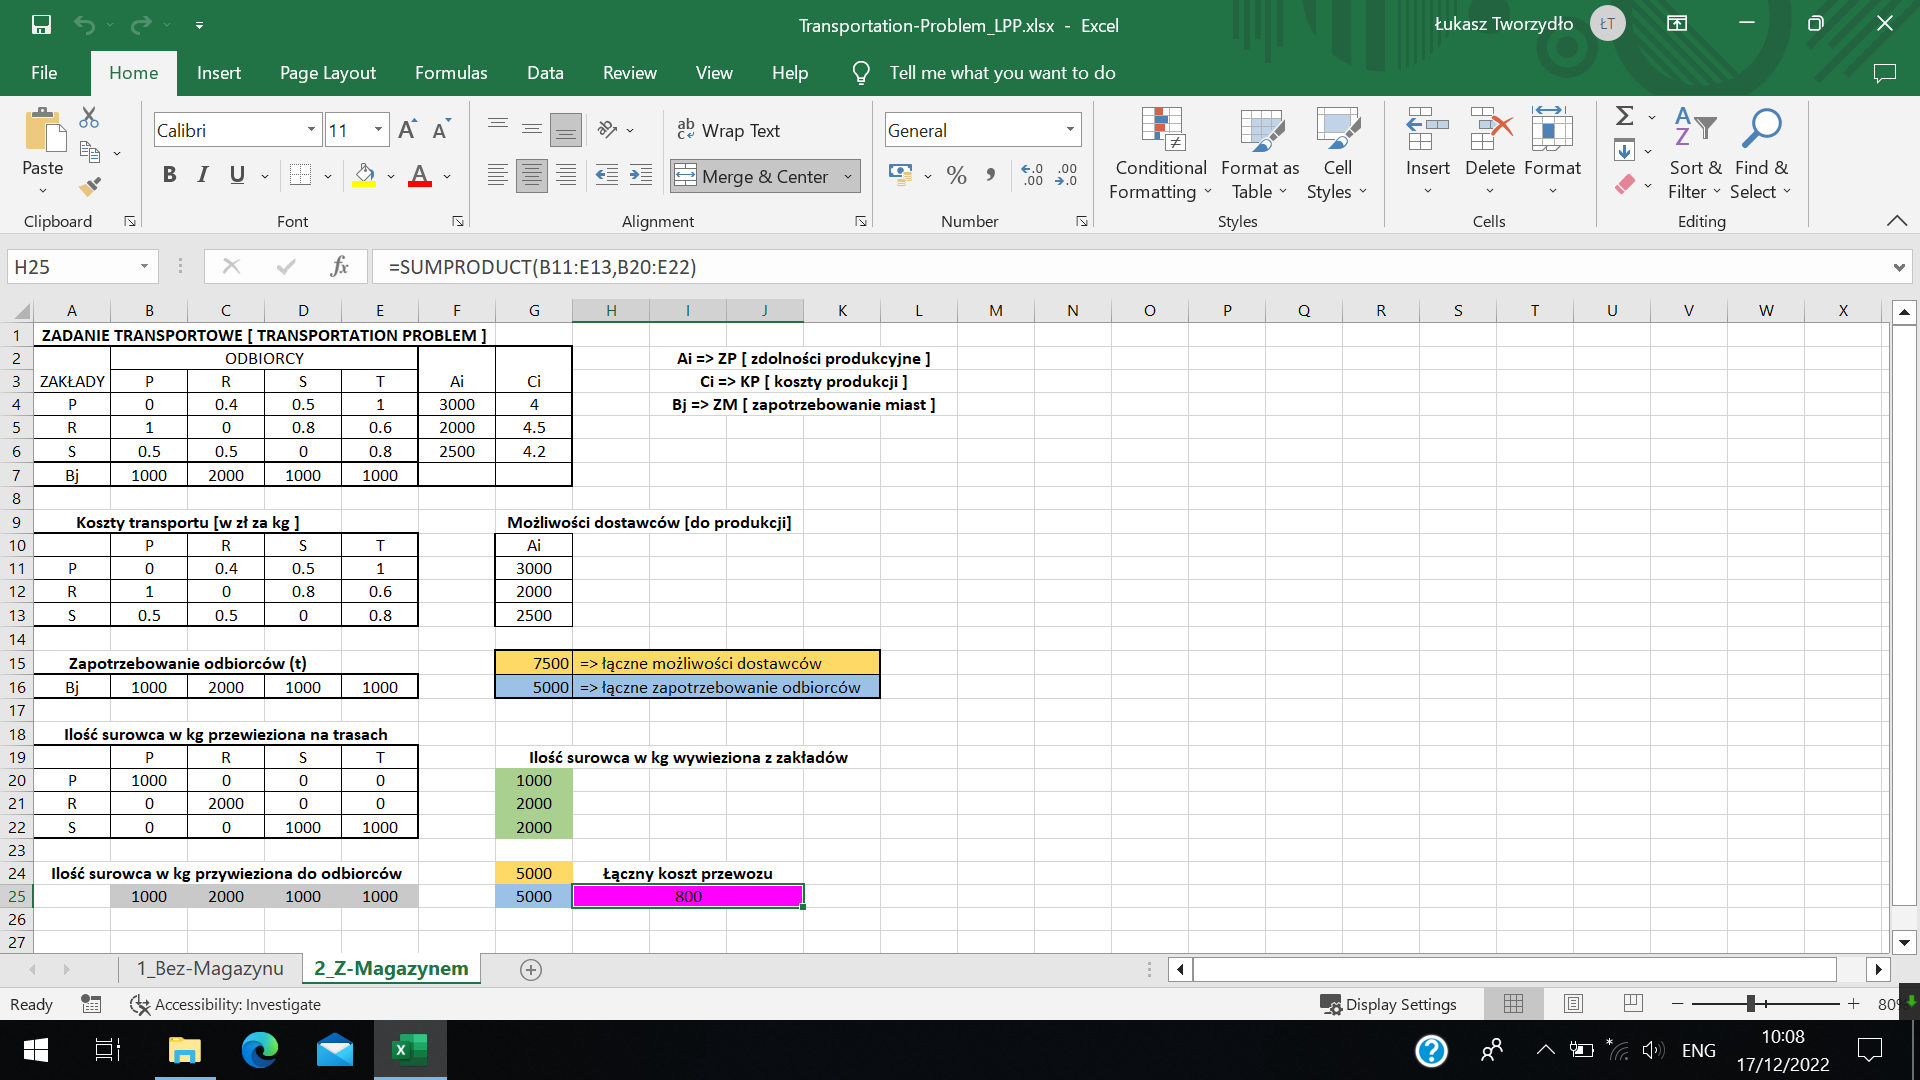 Transportation-Problem_LPP.xlsx - Excel
Łukasz Tworzydło ŁT
File Home Insert Page Layout Formulas Data Review View Help Tell me what you want to do
Calibri 11 A A ab Wrap Text General
Paste B I U A Merge & Center % , Conditional Formatting Format as Table Cell Styles Insert Delete Format Sort & Filter Find & Select
Clipboard Font Alignment Number Styles Cells Editing
H25 fx =SUMPRODUCT(B11:E13,B20:E22)
A B C D E F G H I J K L M N O P Q R S T U V W X
1 ZADANIE TRANSPORTOWE [ TRANSPORTATION PROBLEM ]
2 ODBIORCY Ai => ZP [ zdolności produkcyjne ]
3 ZAKŁADY P R S T Ai Ci Ci => KP [ koszty produkcji ]
4 P 0 0.4 0.5 1 3000 4 Bj => ZM [ zapotrzebowanie miast ]
5 R 1 0 0.8 0.6 2000 4.5
6 S 0.5 0.5 0 0.8 2500 4.2
7 Bj 1000 2000 1000 1000
8
9 Koszty transportu [w zł za kg ] Możliwości dostawców [do produkcji]
10 P R S T Ai
11 P 0 0.4 0.5 1 3000
12 R 1 0 0.8 0.6 2000
13 S 0.5 0.5 0 0.8 2500
14
15 Zapotrzebowanie odbiorców (t) 7500 => łączne możliwości dostawców
16 Bj 1000 2000 1000 1000 5000 => łączne zapotrzebowanie odbiorców
17
18 Ilość surowca w kg przewieziona na trasach
19 P R S T Ilość surowca w kg wywieziona z zakładów
20 P 1000 0 0 0 1000
21 R 0 2000 0 0 2000
22 S 0 0 1000 1000 2000
23
24 Ilość surowca w kg przywieziona do odbiorców 5000 Łączny koszt przewozu
25 1000 2000 1000 1000 5000 800
26
27
1_Bez-Magazynu 2_Z-Magazynem
Ready Accessibility: Investigate Display Settings 80%
ENG 10:08
17/12/2022